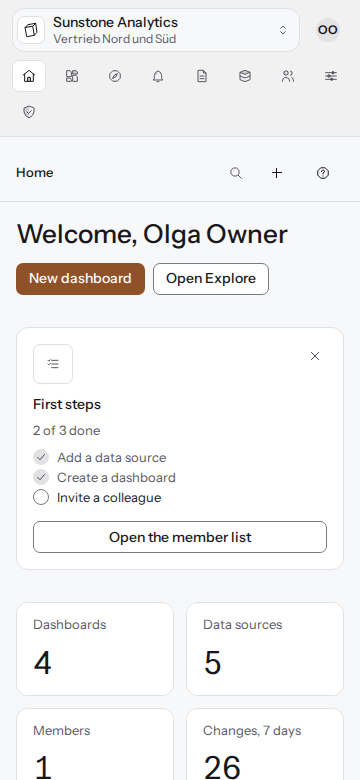 Sunstone Analytics
Vertrieb Nord und Süd
OO
Home
Welcome, Olga Owner
New dashboard
Open Explore
First steps
2 of 3 done
Add a data source
Create a dashboard
Invite a colleague
Open the member list
Dashboards
Data sources
4
5
Members
Changes, 7 days
1
26